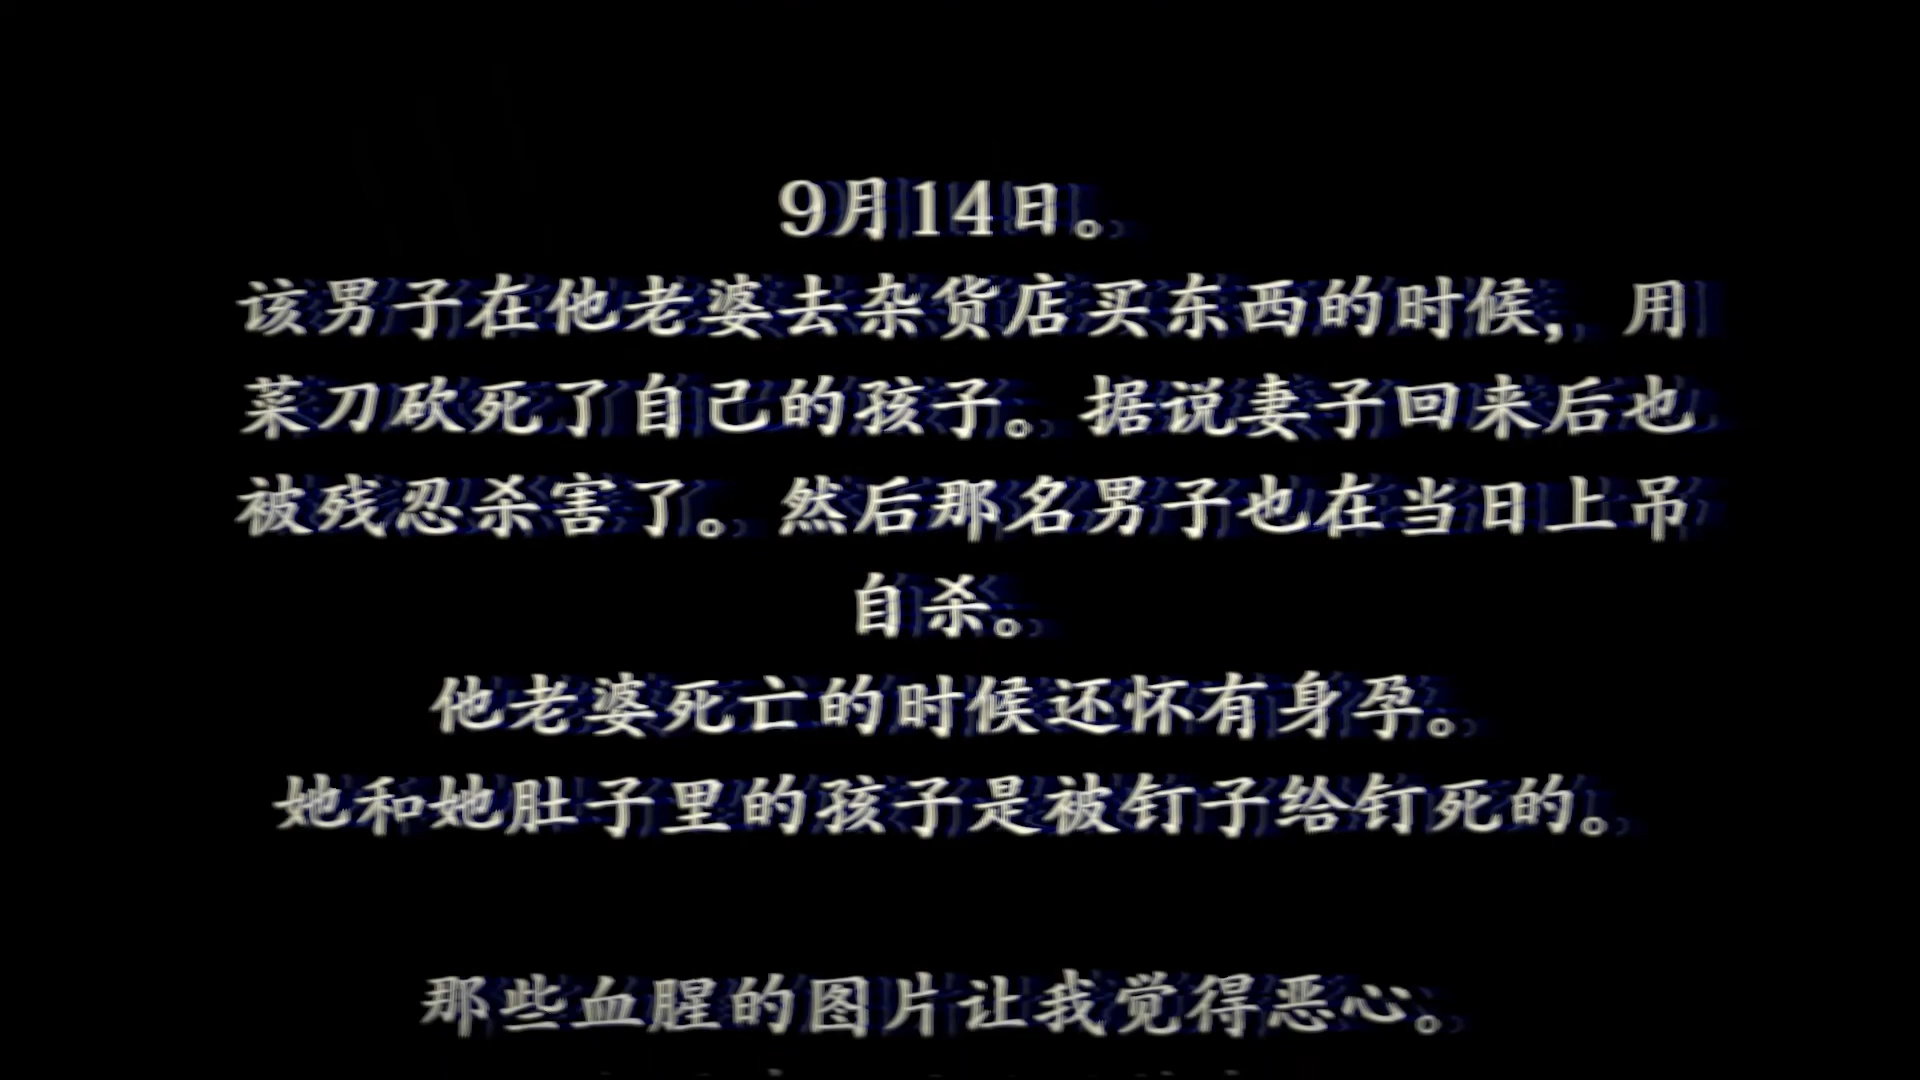 9月14日。
该男子在他老婆去杂货店买东西的时候，用
菜刀砍死了自己的孩子。据说妻子回来后也
被残忍杀害了。然后那名男子也在当日上吊
自杀。
他老婆死亡的时候还怀有身孕。
她和她肚子里的孩子是被钉子给钉死的。
那些血腥的图片让我觉得恶心。